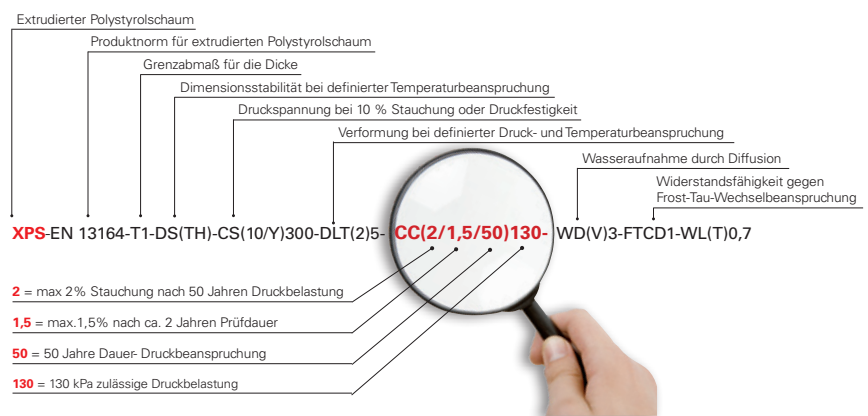 Extrudierter Polystyrolschaum
Produktnorm für extrudierten Polystyrolschaum
Grenzabmaß für die Dicke
Dimensionsstabilität bei definierter Temperaturbeanspruchung
Druckspannung bei 10 % Stauchung oder Druckfestigkeit
Verformung bei definierter Druck- und Temperaturbeanspruchung
Wasseraufnahme durch Diffusion
Widerstandsfähigkeit gegen
Frost-Tau-Wechselbeanspruchung
XPS-EN 13164-T1-DS(TH)-CS(10/Y)300-DLT(2)5- CC(2/1,5/50)130- WD(V)3-FTCD1-WL(T)0,7
2 = max 2% Stauchung nach 50 Jahren Druckbelastung
1,5 = max.1,5% nach ca. 2 Jahren Prüfdauer
50 = 50 Jahre Dauer- Druckbeanspruchung
130 = 130 kPa zulässige Druckbelastung